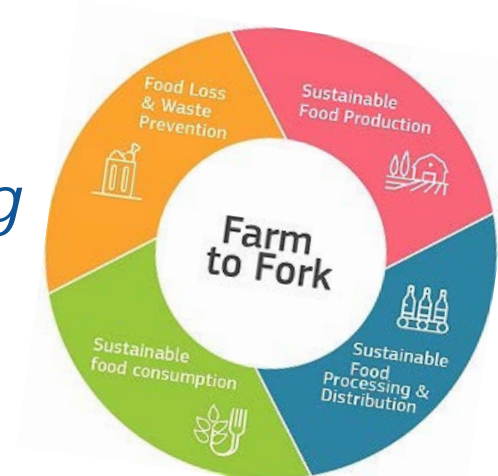 g
Food Loss
& Waste
Prevention
Sustainable
Food Production
Farm
to Fork
Sustainable
Food
Processing &
Distribution
Sustainable
food consumption